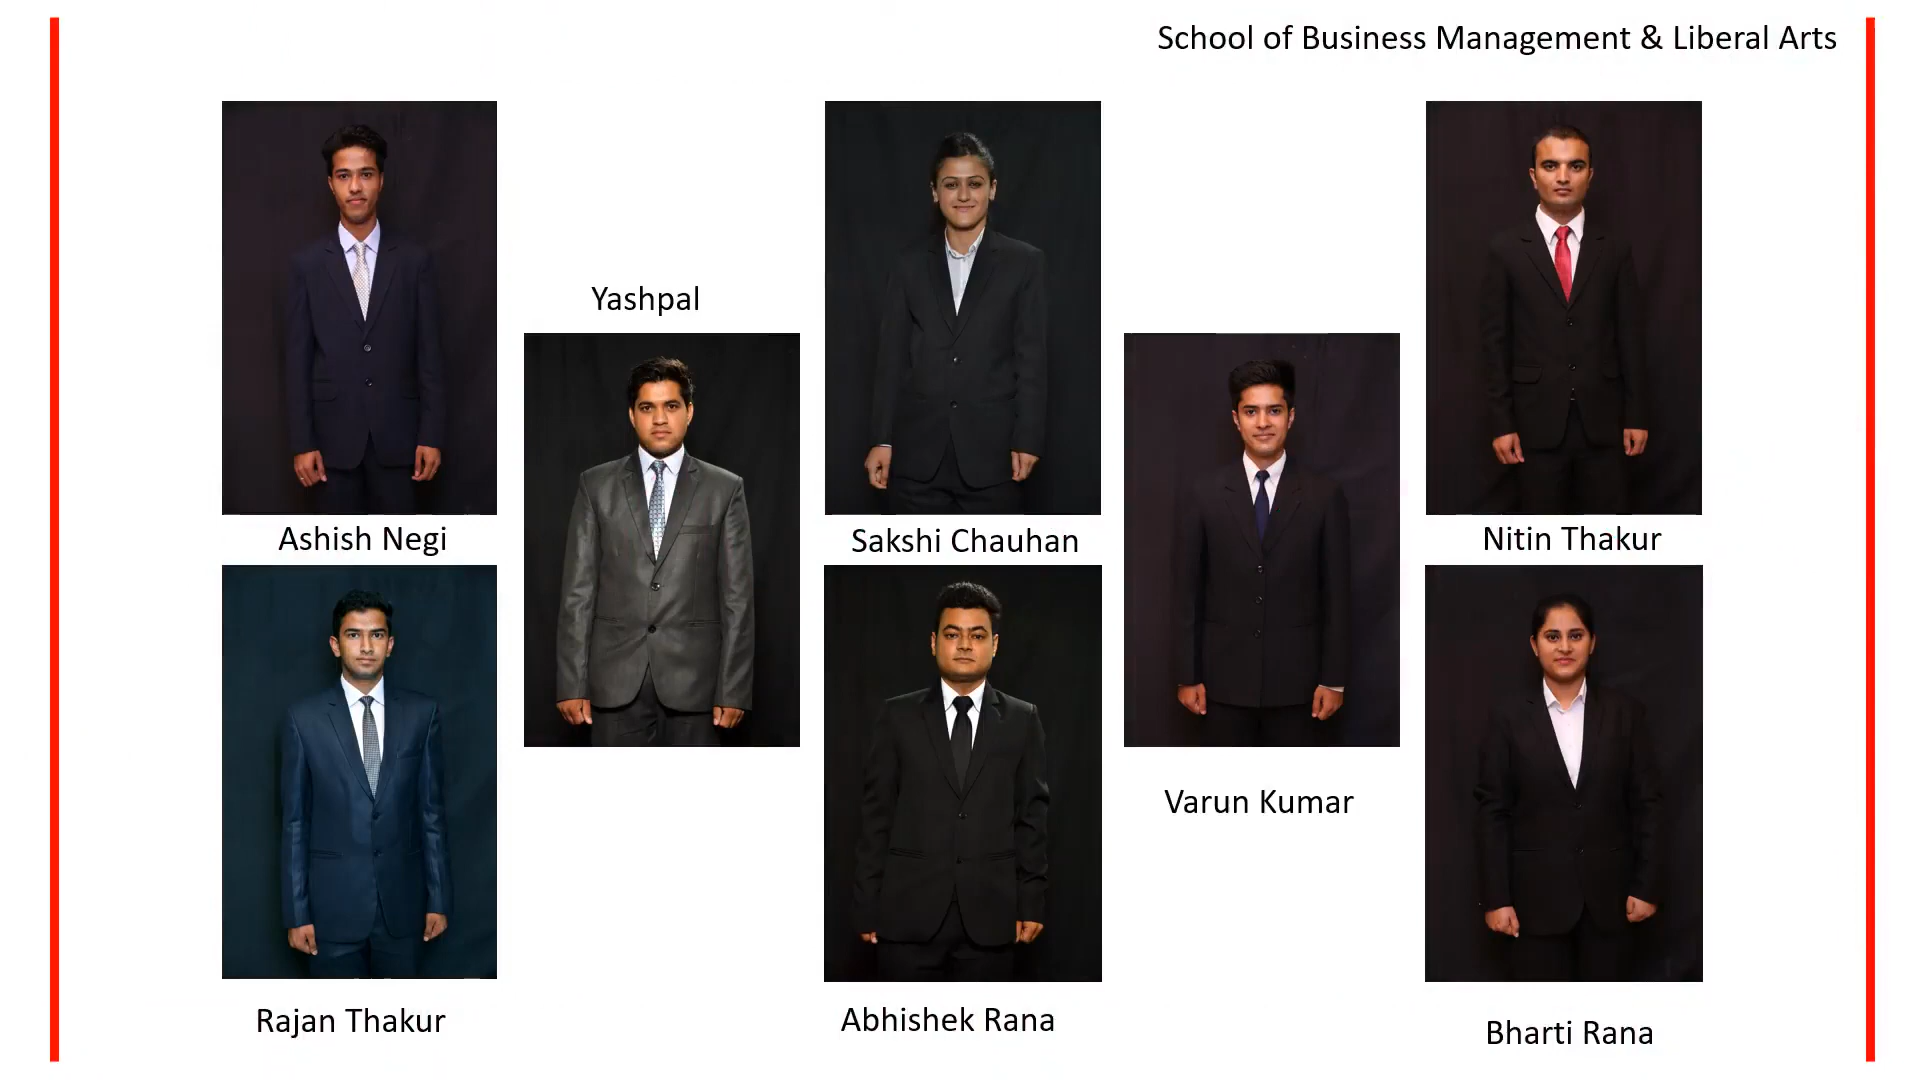 School of Business Management & Liberal Arts
Yashpal
Ashish Negi
Sakshi Chauhan
Nitin Thakur
Varun Kumar
Rajan Thakur
Abhishek Rana
Bharti Rana